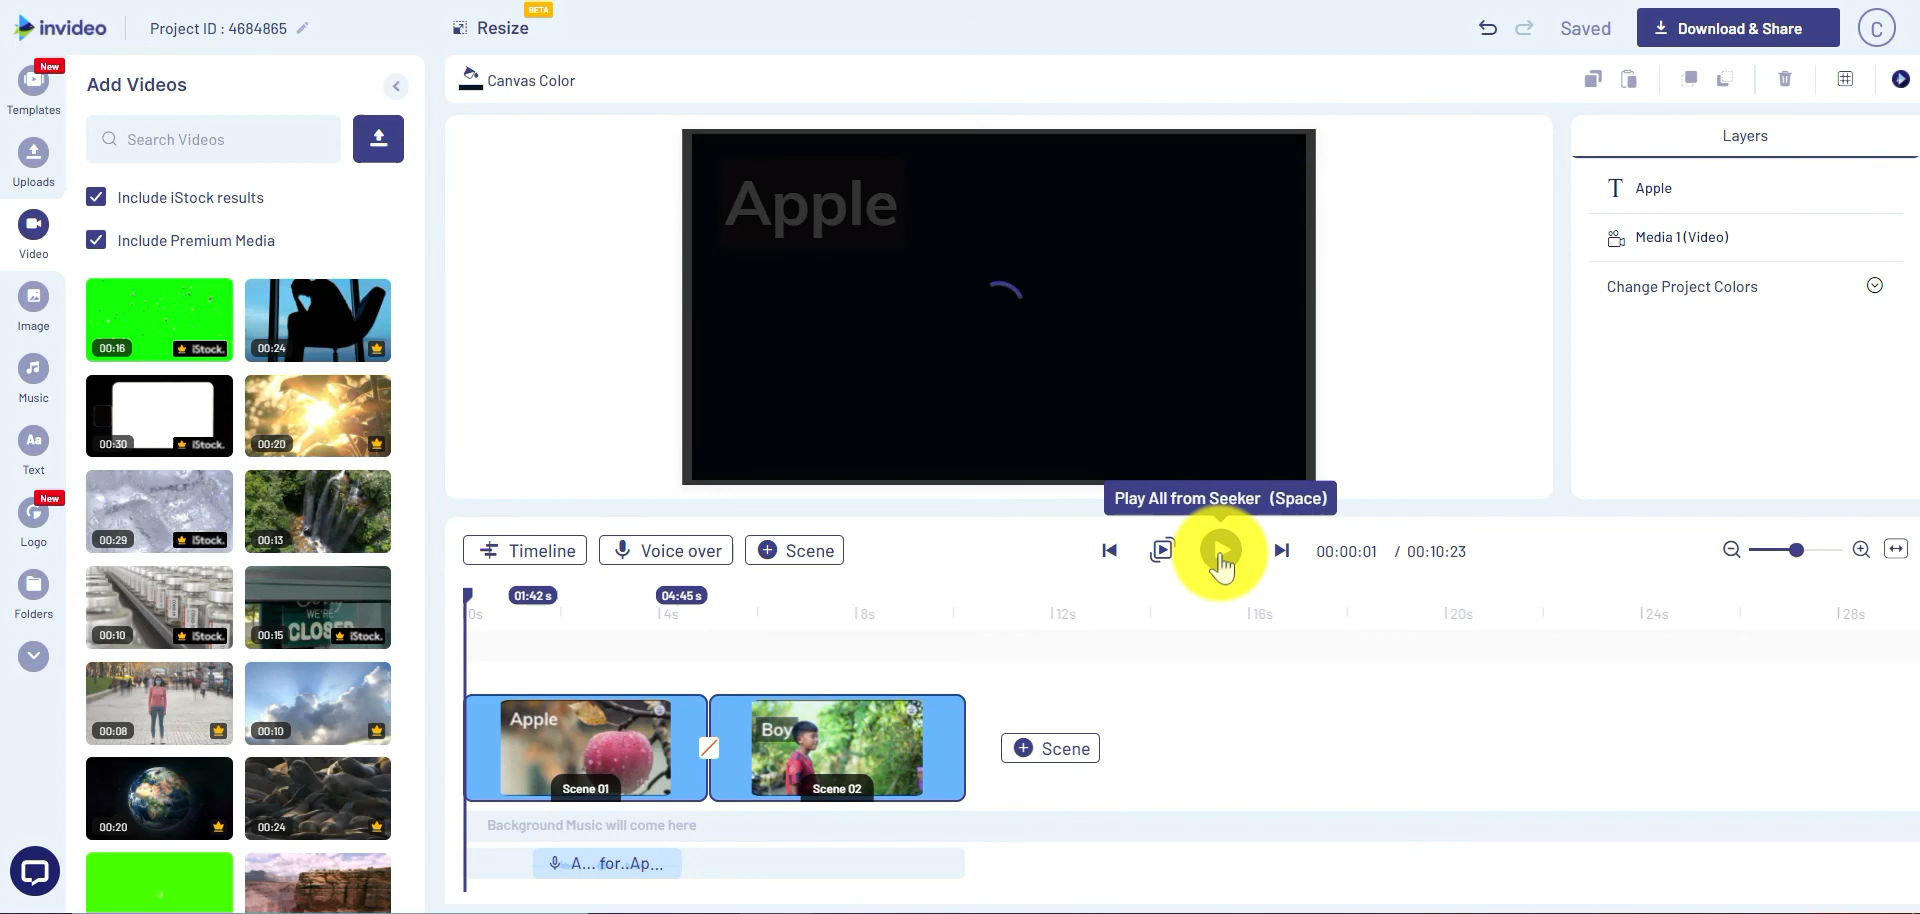 invideo
Project ID : 4684865
Resize
BETA
Saved
Download & Share
C
New
Templates
Uploads
Video
Image
Music
Aa
Text
New
Logo
Folders
Add Videos
Search Videos
Include iStock results
Include Premium Media
00:16
iStock.
00:24
00:30
iStock.
00:20
00:29
iStock.
00:13
00:10
iStock.
WE'RE
CLOSED
00:15
iStock.
00:08
00:10
00:20
00:24
Canvas Color
Apple
Layers
T Apple
Media 1 (Video)
Change Project Colors
Play All from Seeker (Space)
Timeline
Voice over
Scene
00:00:01 / 00:10:23
01:42 s
04:45 s
0s
4s
8s
12s
16s
20s
24s
28s
Apple
Scene 01
Boy
Scene 02
Scene
Background Music will come here
A... for..Ap...